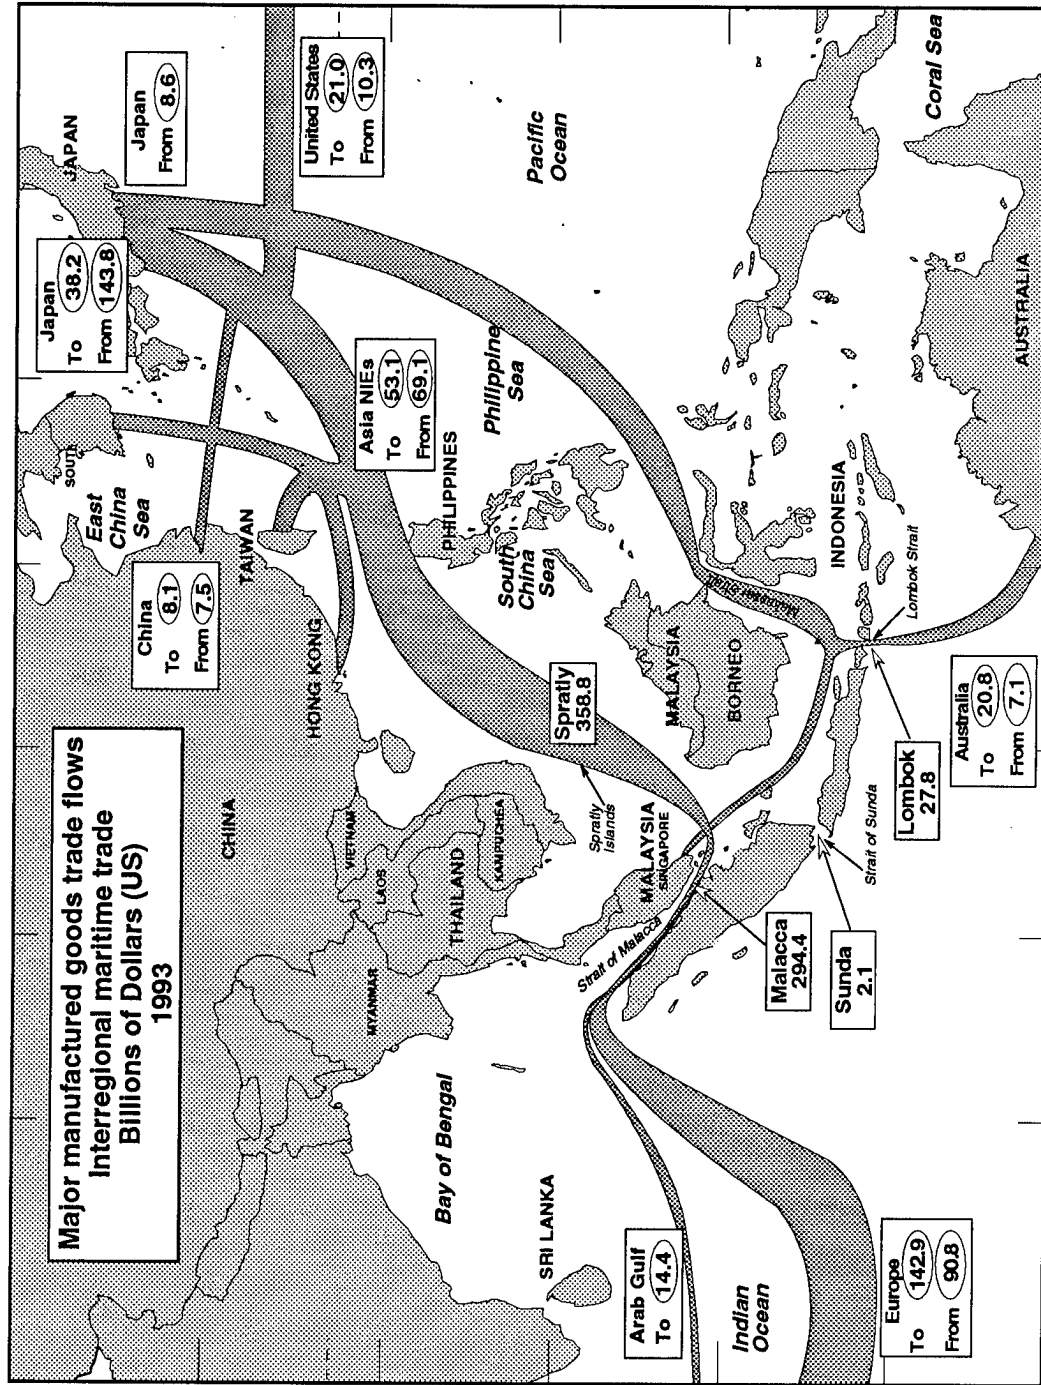 Major manufactured goods trade flows
Interregional maritime trade
Billions of Dollars (US)
1993
Japan
To 38.2
From 143.8
JAPAN
Japan
From 8.6
United States
To 21.0
From 10.3
SOUTH
East
China
Sea
China
To 8.1
From 7.5
CHINA
TAIWAN
HONG KONG
Asia NIEs
To 53.1
From 69.1
PHILIPPINES
Philippine
Sea
Pacific
Ocean
South
China
Sea
MYANMAR
LAOS
VIETNAM
THAILAND
KAMPUCHEA
Spratly
358.8
Spratly
Islands
Bay of Bengal
SRI LANKA
MALAYSIA
SINGAPORE
Strait of Malacca
MALAYSIA
BORNEO
Makassar Strait
INDONESIA
Arab Gulf
To 14.4
Indian
Ocean
Malacca
294.4
Sunda
2.1
Strait of Sunda
Lombok
27.8
Lombok Strait
Europe
To 142.9
From 90.8
Australia
To 20.8
From 7.1
AUSTRALIA
Coral Sea